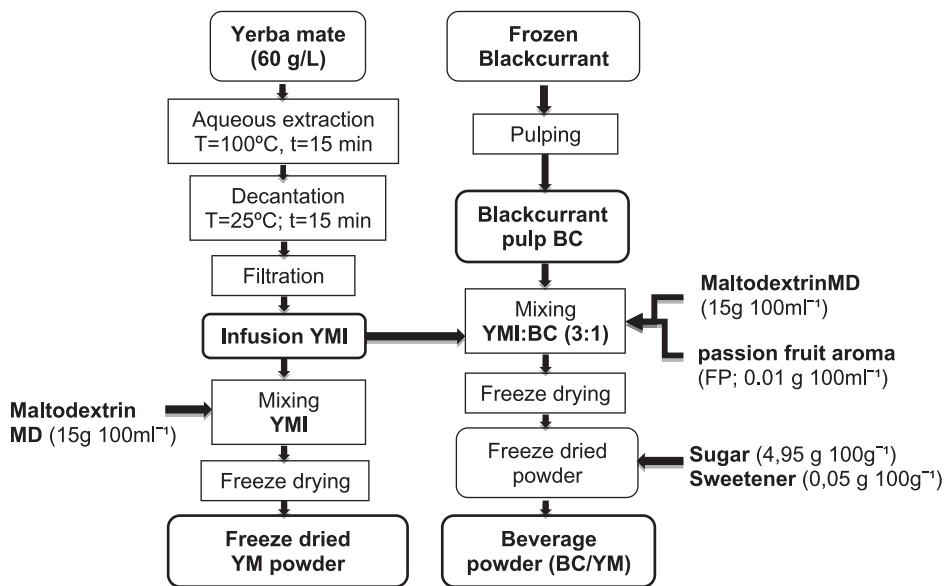 Yerba mate
(60 g/L)
Aqueous extraction
T=100ºC, t=15 min
Decantation
T=25ºC; t=15 min
Filtration
Infusion YMI
Maltodextrin
MD (15g 100ml⁻¹)
Mixing
YMI
Freeze drying
Freeze dried
YM powder
Frozen
Blackcurrant
Pulping
Blackcurrant
pulp BC
Mixing
YMI:BC (3:1)
MaltodextrinMD
(15g 100ml⁻¹)
passion fruit aroma
(FP; 0.01 g 100ml⁻¹)
Freeze drying
Freeze dried
powder
Sugar (4,95 g 100g⁻¹)
Sweetener (0,05 g 100g⁻¹)
Beverage
powder (BC/YM)